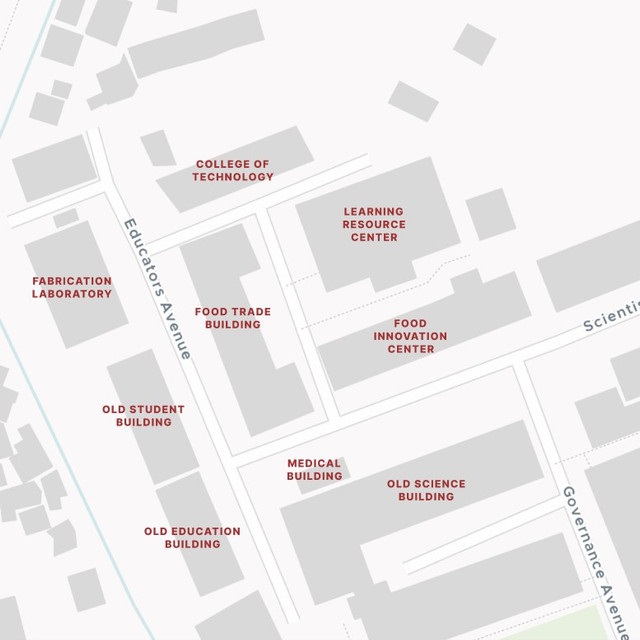 COLLEGE OF
TECHNOLOGY
LEARNING
RESOURCE
CENTER
Educators Avenue
FABRICATION
LABORATORY
FOOD TRADE
BUILDING
FOOD
INNOVATION
CENTER
Scientis
OLD STUDENT
BUILDING
MEDICAL
BUILDING
OLD SCIENCE
BUILDING
OLD EDUCATION
BUILDING
Governance Avenue